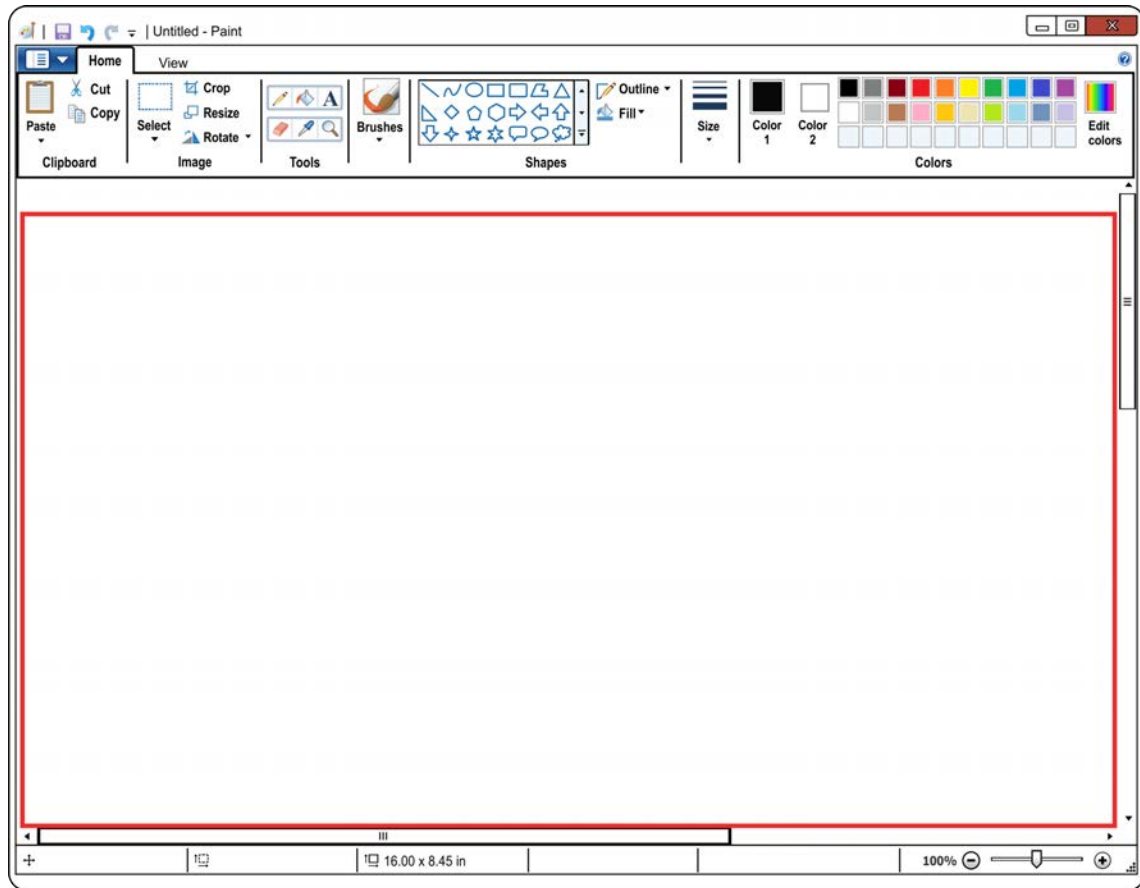 Untitled - Paint
Home View
Cut
Copy
Paste
Clipboard
Crop
Resize
Rotate
Select
Image
A
Tools
Brushes
Outline
Fill
Shapes
Size
Color 1
Color 2
Edit colors
Colors
16.00 x 8.45 in
100%